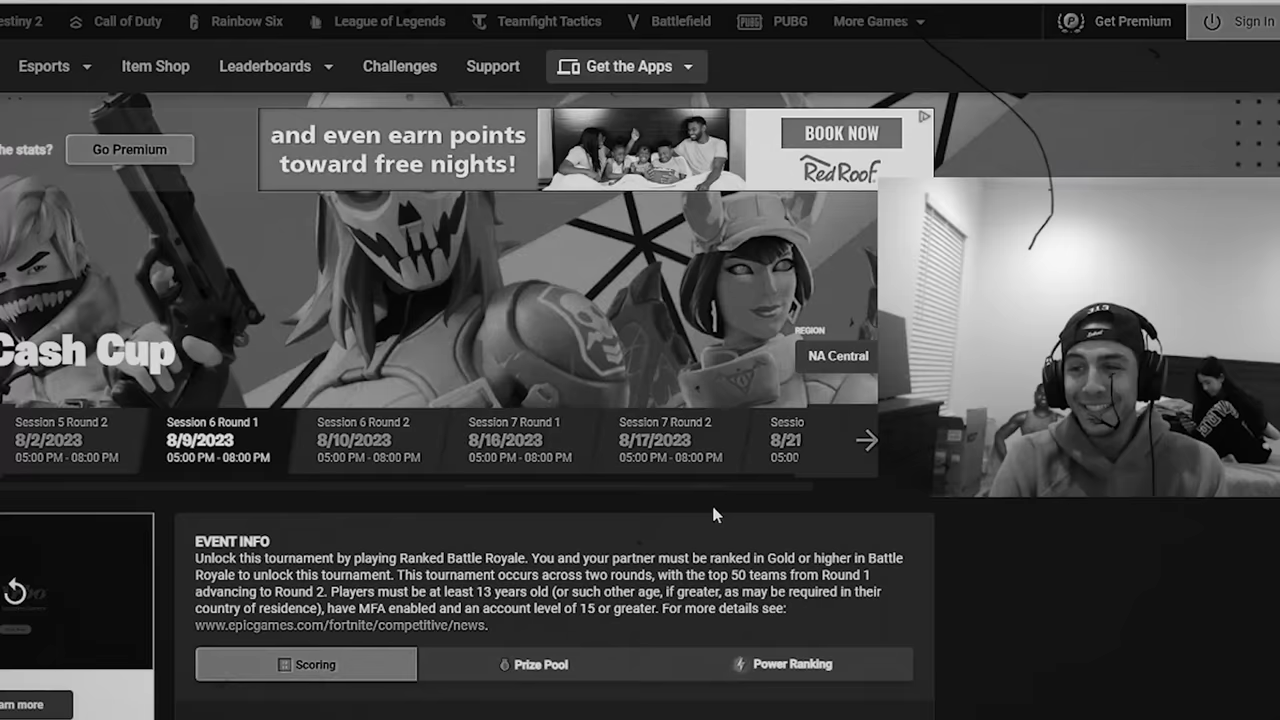 estiny 2 Call of Duty Rainbow Six League of Legends Teamfight Tactics Battlefield PUBG PUBG More Games Get Premium Sign In
Esports Item Shop Leaderboards Challenges Support Get the Apps
he stats? Go Premium
and even earn points
toward free nights!
BOOK NOW
Red Roof
REGION
NA Central
Cash Cup
Session 5 Round 2
8/2/2023
05:00 PM - 08:00 PM
Session 6 Round 1
8/9/2023
05:00 PM - 08:00 PM
Session 6 Round 2
8/10/2023
05:00 PM - 08:00 PM
Session 7 Round 1
8/16/2023
05:00 PM - 08:00 PM
Session 7 Round 2
8/17/2023
05:00 PM - 08:00 PM
Sessio
8/21
05:00
EVENT INFO
Unlock this tournament by playing Ranked Battle Royale. You and your partner must be ranked in Gold or higher in Battle
Royale to unlock this tournament. This tournament occurs across two rounds, with the top 50 teams from Round 1
advancing to Round 2. Players must be at least 13 years old (or such other age, if greater, as may be required in their
country of residence), have MFA enabled and an account level of 15 or greater. For more details see:
www.epicgames.com/fortnite/competitive/news.
Scoring Prize Pool Power Ranking
arn more